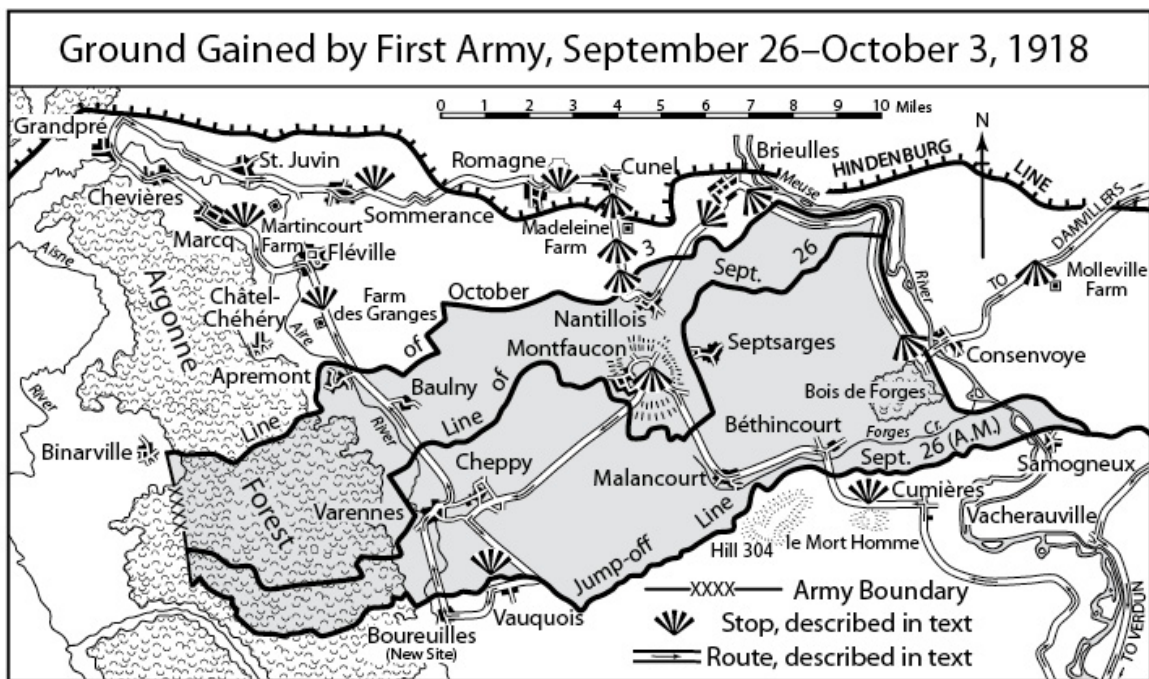 Ground Gained by First Army, September 26–October 3, 1918
0 1 2 3 4 5 6 7 8 9 10 Miles
N
Grandpre
St. Juvin
Romagne
Cunel
Brieulles
HINDENBURG
LINE
Meuse
Chevières
Sommerance
Madeleine
Farm
Marcq
Martincourt
Farm
Fléville
DAMVILLERS
TO
Molleville
Farm
Aisne
River
Argonne
Forest
Châtel-
Chéhéry
Farm
des Granges
Aire
River
Line of October 3
Nantillois
Line of Sept. 26
River
Montfaucon
Septsarges
Consenvoye
Apremont
Baulny
Bois de Forges
Binarville
Cheppy
Béthincourt
Forges Cr.
Varennes
Malancourt
Jump-off Line Sept. 26 (A.M.)
Samogneux
Cumières
Vacherauville
Hill 304
le Mort Homme
Vauquois
Boureuilles
(New Site)
TO VERDUN
XXXX Army Boundary
Stop, described in text
Route, described in text